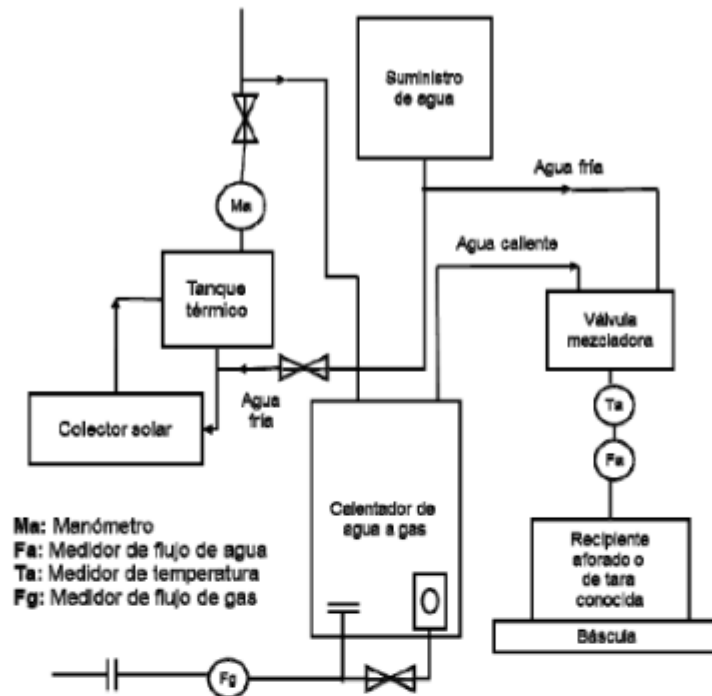 Suministro
de agua
Agua fría
Ma
Agua caliente
Tanque
térmico
Válvula
mezcladora
Agua
fría
Ta
Colector solar
Fa
Calentador de
agua a gas
Ma: Manómetro
Fa: Medidor de flujo de agua
Ta: Medidor de temperatura
Fg: Medidor de flujo de gas
Recipiente
aforado o
de tara
conocida
Báscula
Fg